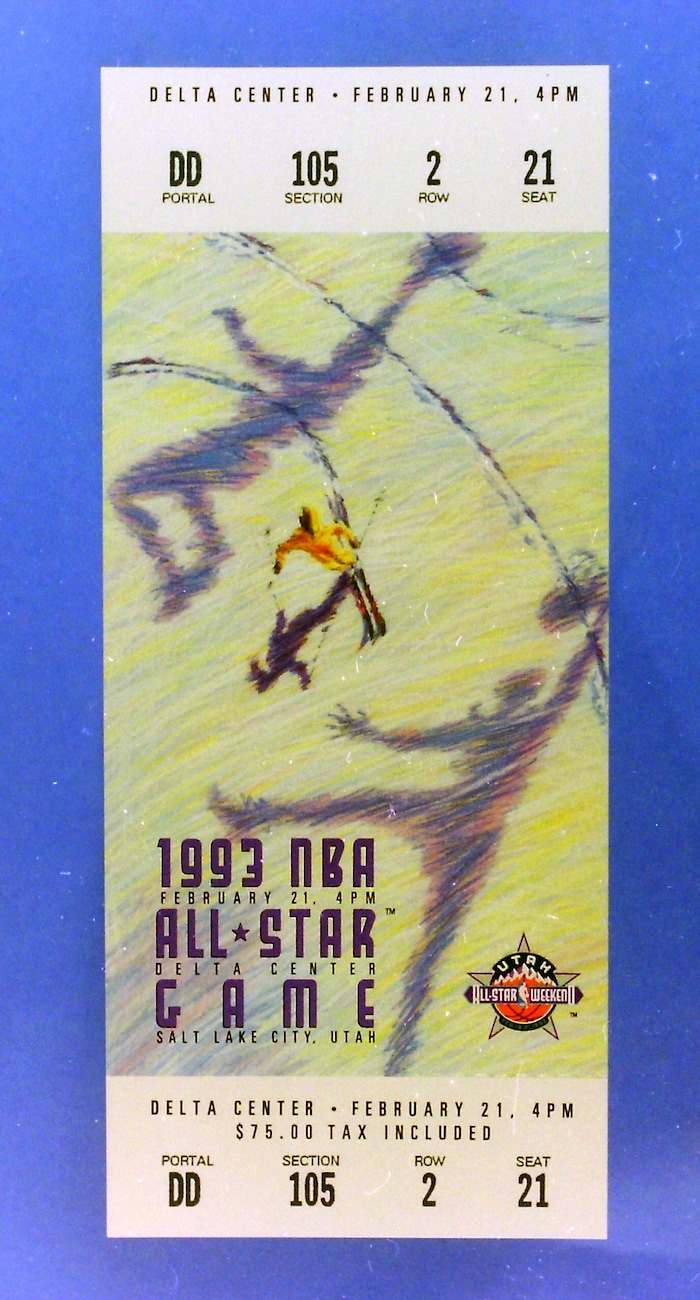 DELTA CENTER • FEBRUARY 21, 4PM
DD 105 2 21
PORTAL SECTION ROW SEAT
1993 NBA
FEBRUARY 21, 4PM
ALL★STAR™
DELTA CENTER
GAME
SALT LAKE CITY, UTAH
UTAH
ALL-STAR WEEKEND
™
DELTA CENTER • FEBRUARY 21, 4PM
$75.00 TAX INCLUDED
PORTAL SECTION ROW SEAT
DD 105 2 21